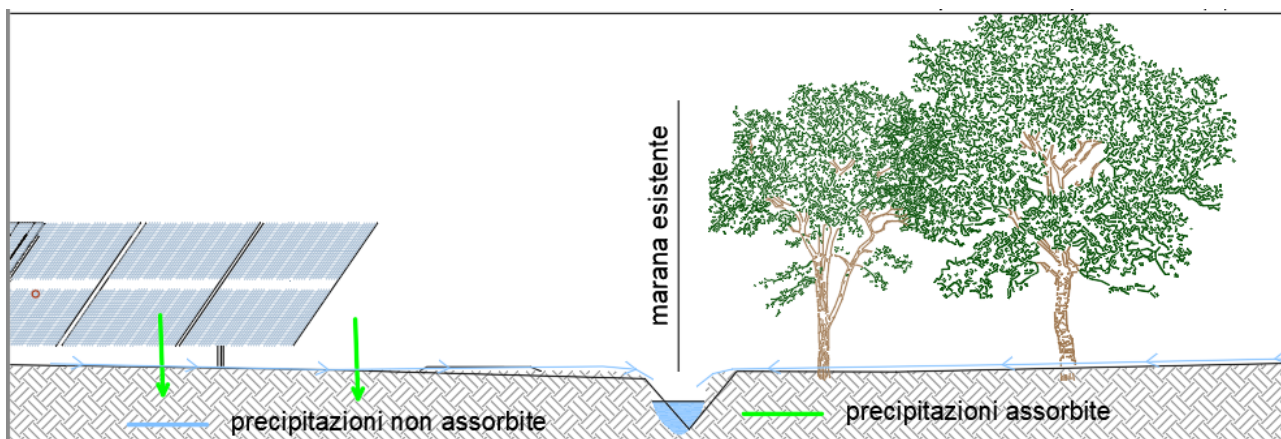 marana esistente
precipitazioni non assorbite
precipitazioni assorbite